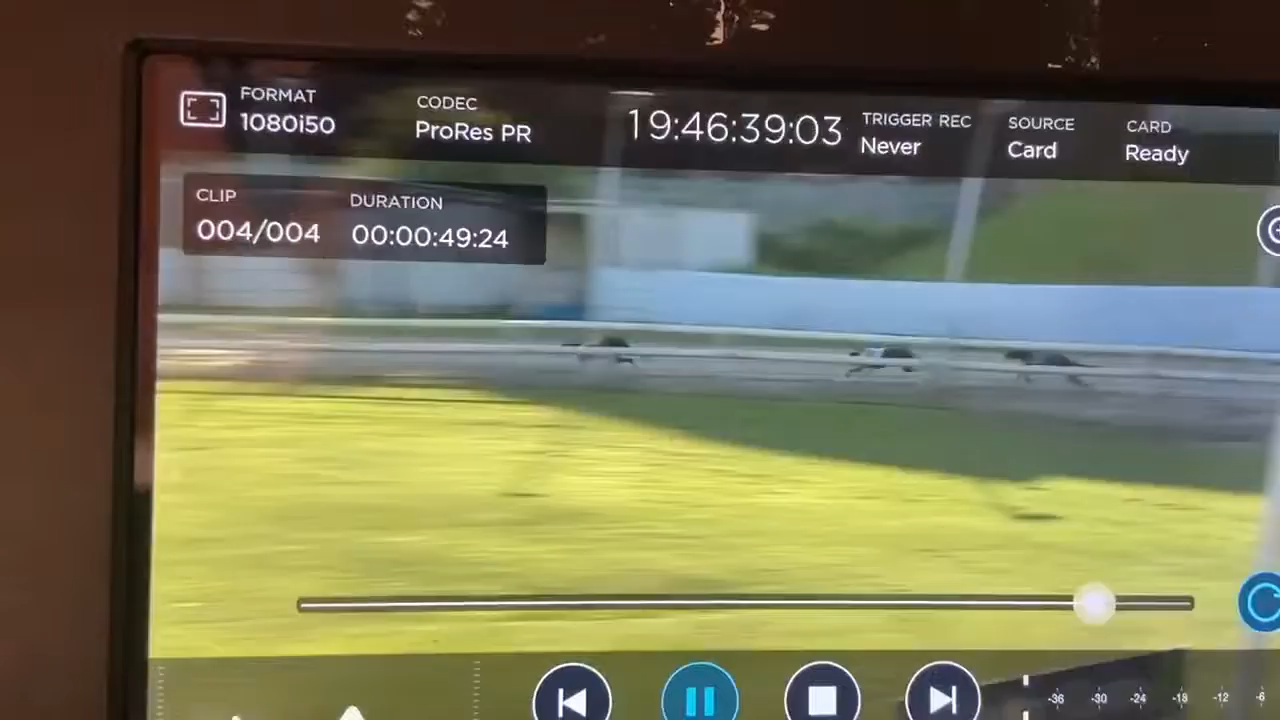 FORMAT
1080i50
CODEC
ProRes PR
19:46:39:03
TRIGGER REC
Never
SOURCE
Card
CARD
Ready
CLIP
004/004
DURATION
00:00:49:24
-36 -30 -24 -18 -12 -6